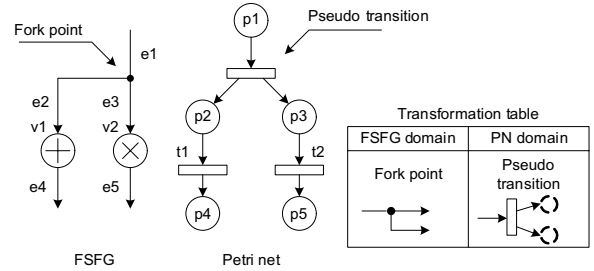 Fork point
e1
e2
e3
v1
v2
e4
e5
FSFG
p1
Pseudo transition
p2
p3
t1
t2
p4
p5
Petri net
Transformation table
FSFG domain
PN domain
Fork point
Pseudo
transition